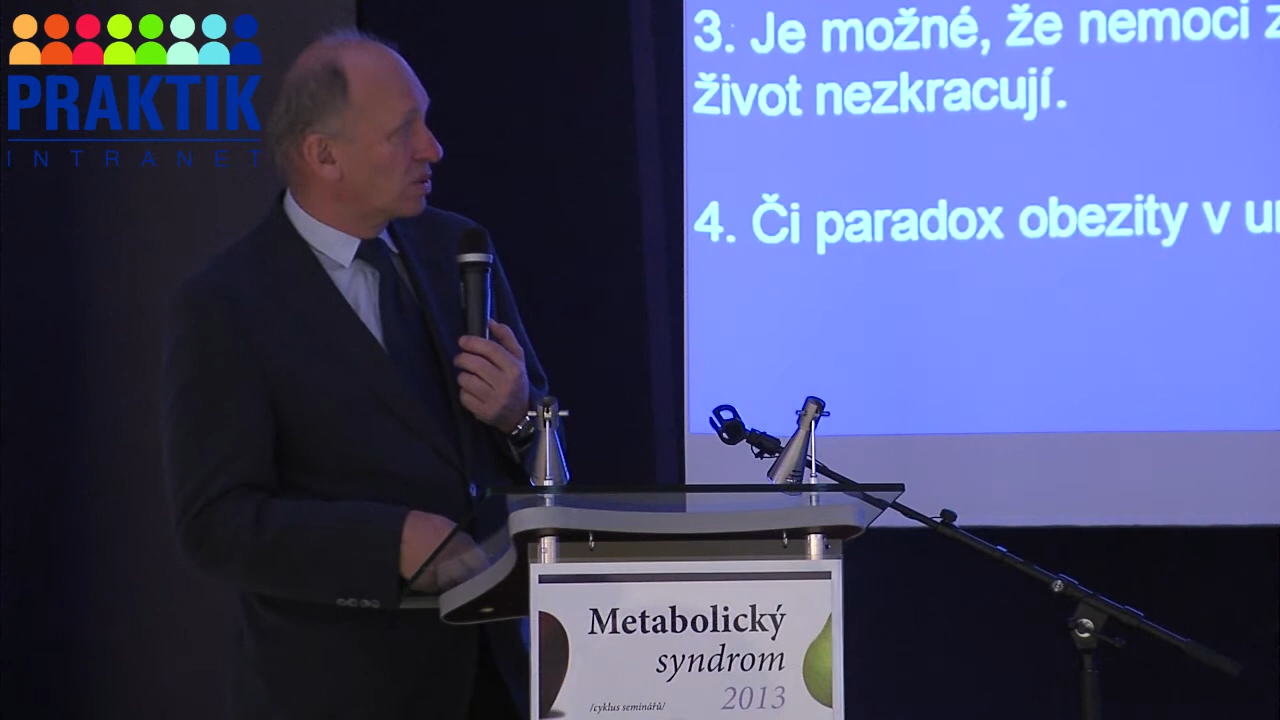 PRAKTIK
INTRANET
3. Je možné, že nemoci z
život nezkracují.
4. Či paradox obezity v
Metabolický
syndrom
2013
/cyklus seminářů/